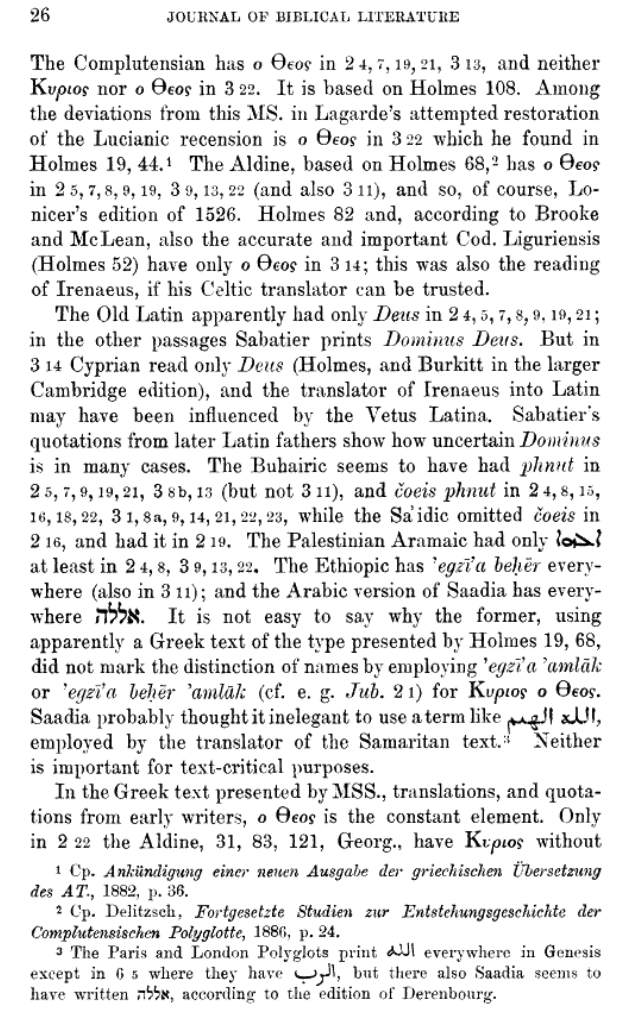 26 JOURNAL OF BIBLICAL LITERATURE
The Complutensian has ο Θεος in 2 4, 7, 19, 21, 3 13, and neither
Κυριος nor ο Θεος in 3 22. It is based on Holmes 108. Among
the deviations from this MS. in Lagarde's attempted restoration
of the Lucianic recension is ο Θεος in 3 22 which he found in
Holmes 19, 44.¹ The Aldine, based on Holmes 68,² has ο Θεος
in 2 5, 7, 8, 9, 19, 3 9, 13, 22 (and also 3 11), and so, of course, Lo-
nicer's edition of 1526. Holmes 82 and, according to Brooke
and McLean, also the accurate and important Cod. Liguriensis
(Holmes 52) have only ο Θεος in 3 14; this was also the reading
of Irenaeus, if his Celtic translator can be trusted.
The Old Latin apparently had only Deus in 2 4, 5, 7, 8, 9, 19, 21;
in the other passages Sabatier prints Dominus Deus. But in
3 14 Cyprian read only Deus (Holmes, and Burkitt in the larger
Cambridge edition), and the translator of Irenaeus into Latin
may have been influenced by the Vetus Latina. Sabatier's
quotations from later Latin fathers show how uncertain Dominus
is in many cases. The Buhairic seems to have had phnut in
2 5, 7, 9, 19, 21, 3 8b, 13 (but not 3 11), and čoeis phnut in 2 4, 8, 15,
16, 18, 22, 3 1, 8a, 9, 14, 21, 22, 23, while the Sa'idic omitted čoeis in
2 16, and had it in 2 19. The Palestinian Aramaic had only ܐܠܗܐ
at least in 2 4, 8, 3 9, 13, 22. The Ethiopic has 'egzī'a beḥēr every-
where (also in 3 11); and the Arabic version of Saadia has every-
where אללה. It is not easy to say why the former, using
apparently a Greek text of the type presented by Holmes 19, 68,
did not mark the distinction of names by employing 'egzī'a 'amlāk
or 'egzī'a beḥēr 'amlāk (cf. e. g. Jub. 2 1) for Κυριος ο Θεος.
Saadia probably thought it inelegant to use a term like الله الهم,
employed by the translator of the Samaritan text.³ Neither
is important for text-critical purposes.
In the Greek text presented by MSS., translations, and quota-
tions from early writers, ο Θεος is the constant element. Only
in 2 22 the Aldine, 31, 83, 121, Georg., have Κυριος without
¹ Cp. Ankündigung einer neuen Ausgabe der griechischen Übersetzung
des AT., 1882, p. 36.
² Cp. Delitzsch, Fortgesetzte Studien zur Entstehungsgeschichte der
Complutensischen Polyglotte, 1886, p. 24.
³ The Paris and London Polyglots print الله everywhere in Genesis
except in 6 5 where they have الرب, but there also Saadia seems to
have written אללה, according to the edition of Derenbourg.